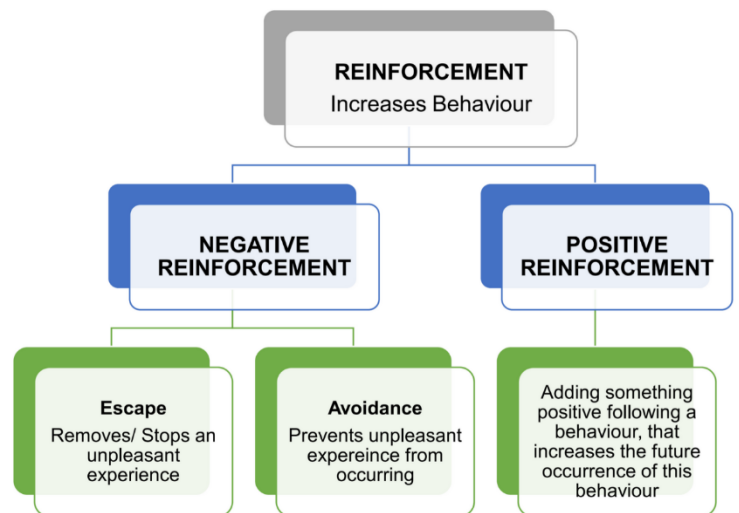 REINFORCEMENT
Increases Behaviour
NEGATIVE
REINFORCEMENT
POSITIVE
REINFORCEMENT
Escape
Removes/ Stops an
unpleasant
experience
Avoidance
Prevents unpleasant
expereince from
occurring
Adding something
positive following a
behaviour, that
increases the future
occurrence of this
behaviour